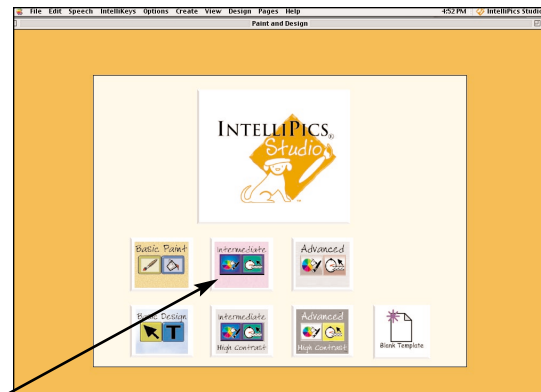 File Edit Speech IntelliKeys Options Create View Design Pages Help 4:52 PM IntelliPics Studio
Paint and Design
INTELLIPICS®
Studio
Basic Paint Intermediate Advanced
Basic Design Intermediate Advanced
T
High Contrast High Contrast Blank Template